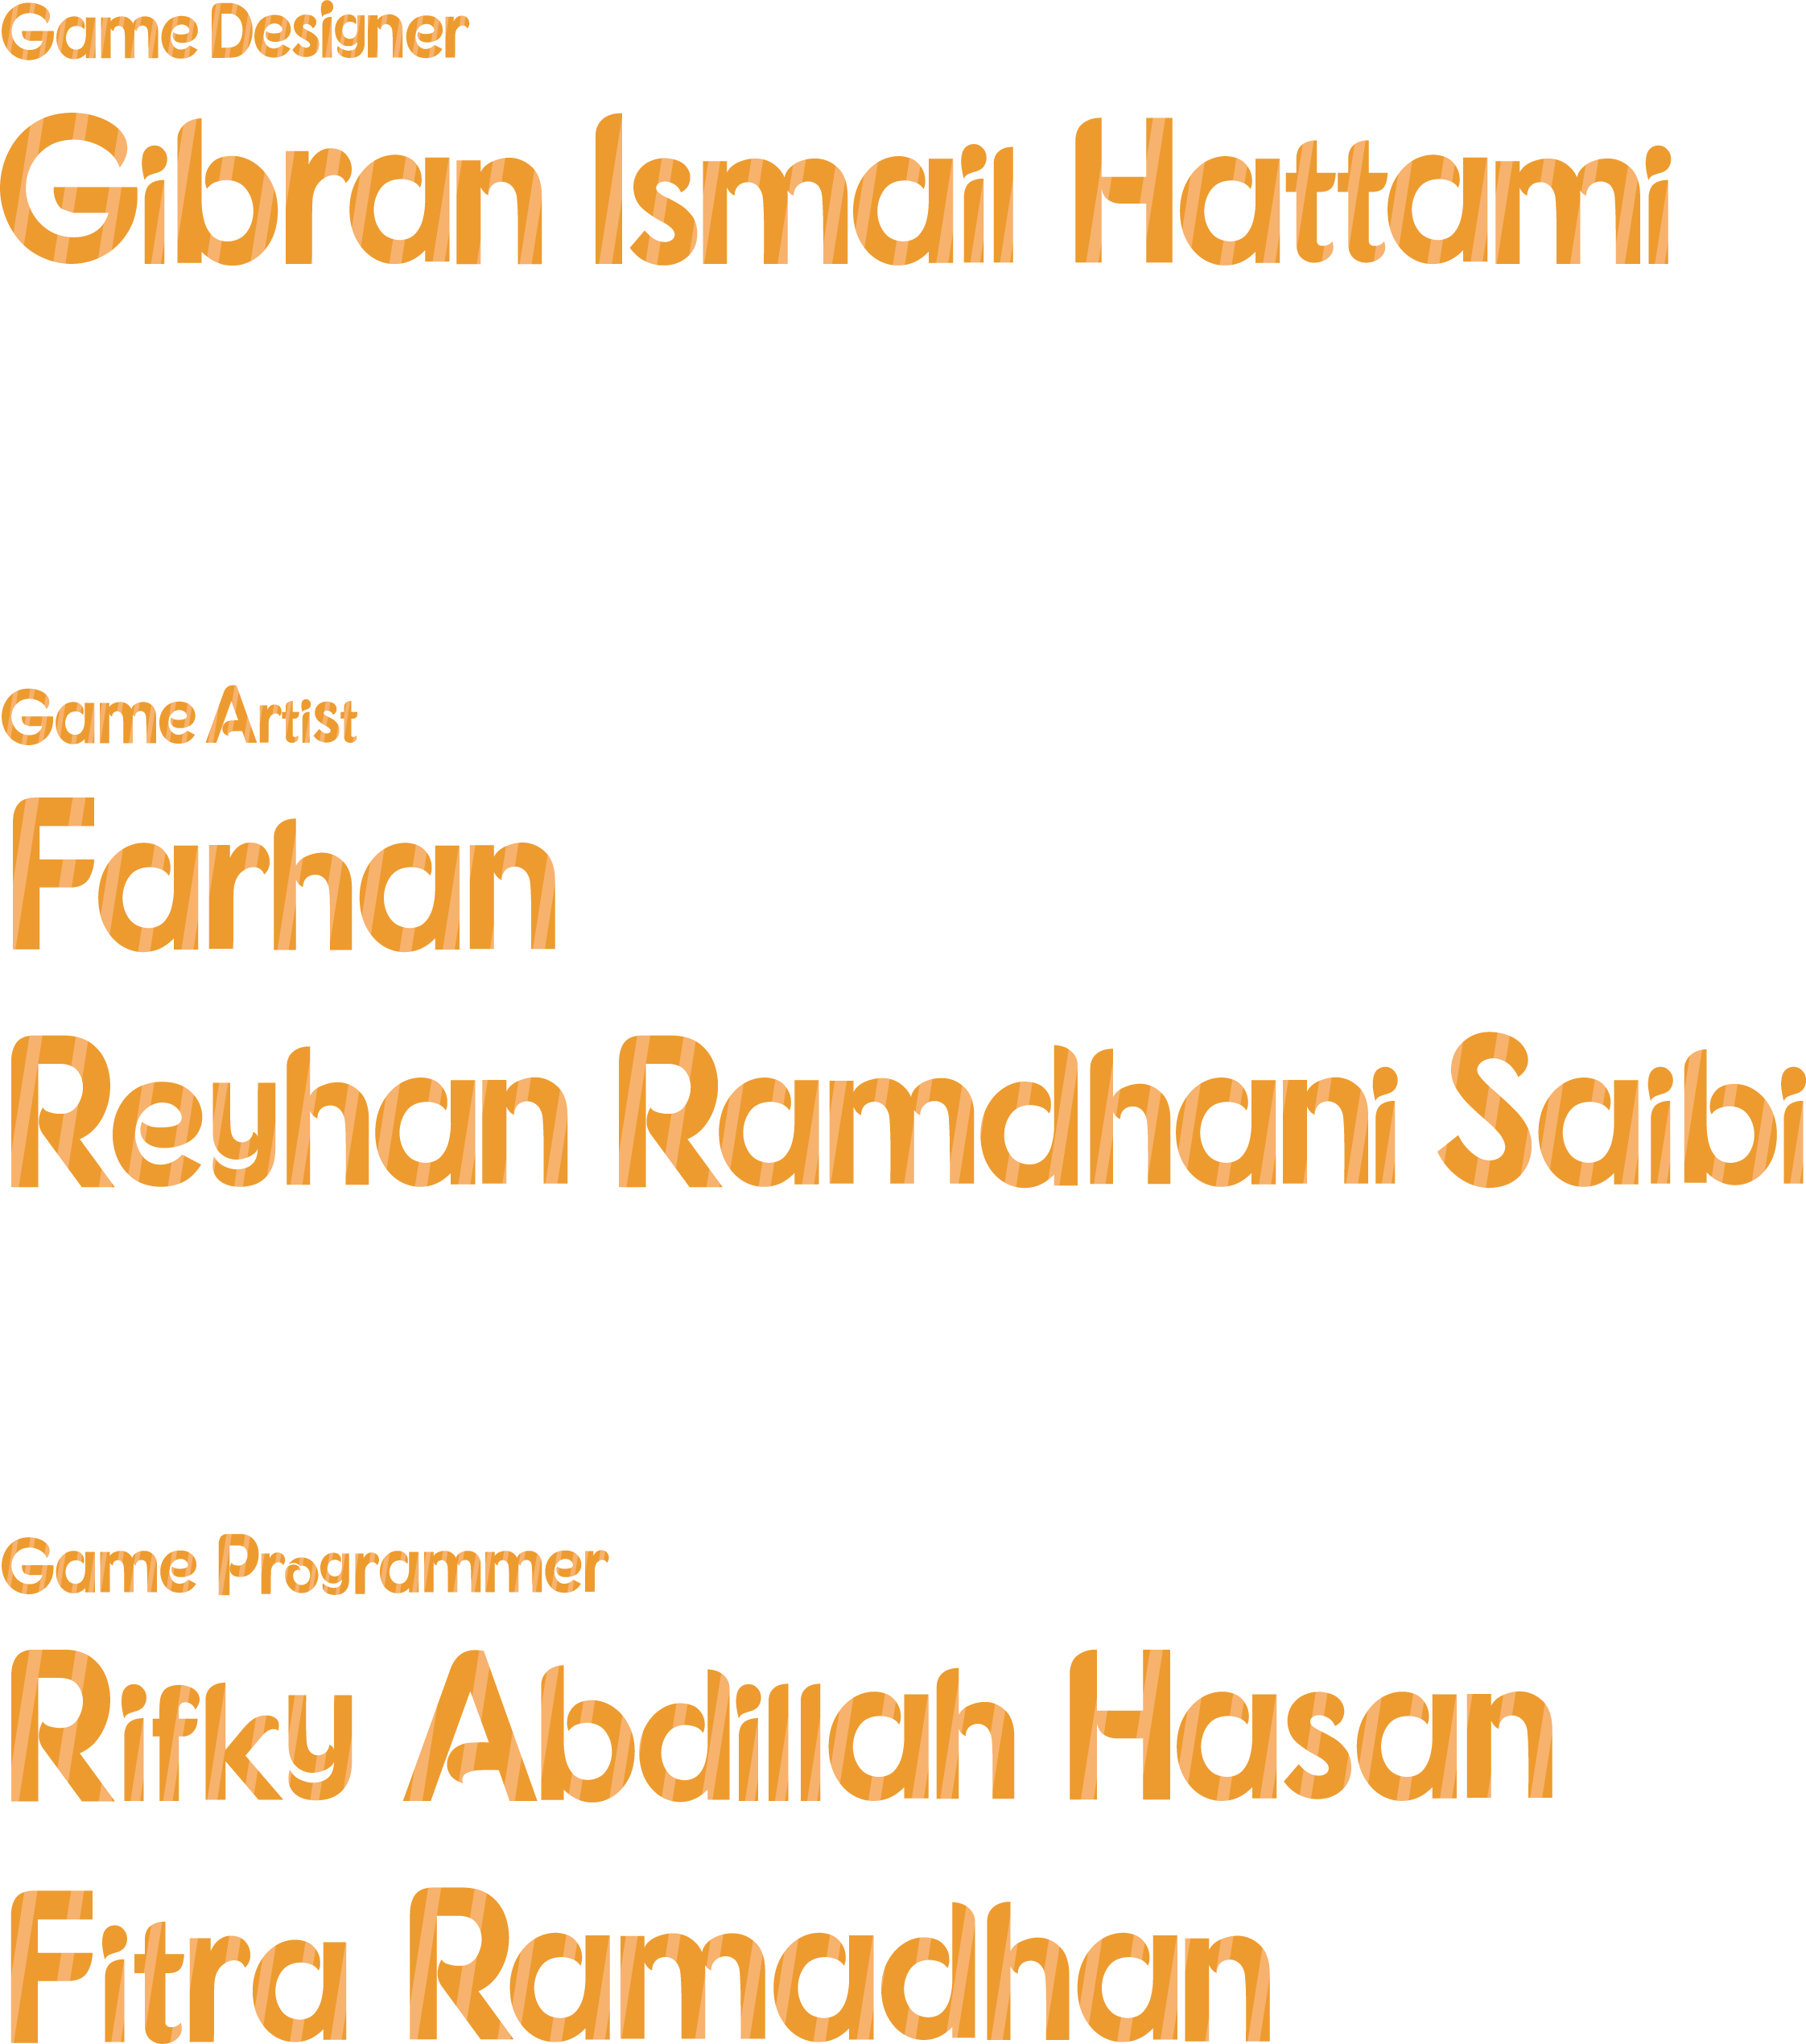 Game Designer
Gibran Ismail Hattami
Game Artist
Farhan
Reyhan Ramdhani Saibi
Game Programmer
Rifky Abdillah Hasan
Fitra Ramadhan